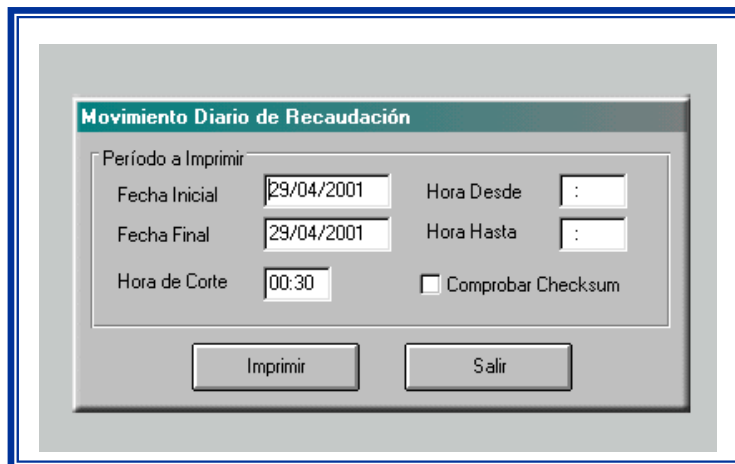 Movimiento Diario de Recaudación
Período a Imprimir
Fecha Inicial 29/04/2001 Hora Desde :
Fecha Final 29/04/2001 Hora Hasta :
Hora de Corte 00:30 Comprobar Checksum
Imprimir Salir